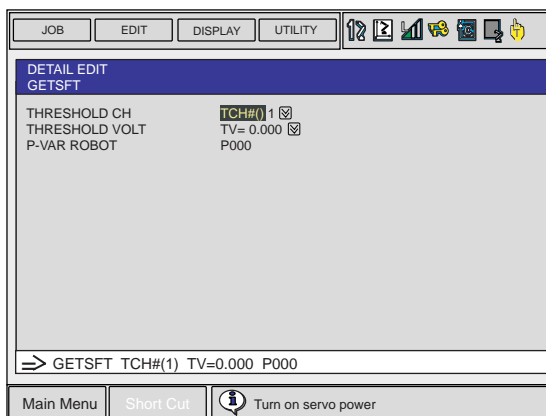 JOB EDIT DISPLAY UTILITY
DETAIL EDIT
GETSFT
THRESHOLD CH TCH#() 1
THRESHOLD VOLT TV= 0.000
P-VAR ROBOT P000
=> GETSFT TCH#(1) TV=0.000 P000
Main Menu Short Cut Turn on servo power